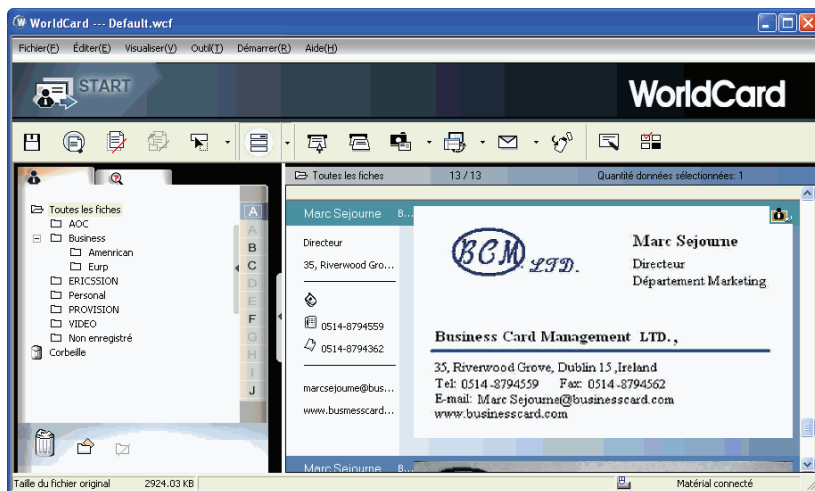 WorldCard --- Default.wcf
Fichier(F) Éditer(E) Visualiser(V) Outil(T) Démarrer(R) Aide(H)
START
WorldCard
Toutes les fiches 13 / 13 Quantité données sélectionnées: 1
Toutes les fiches
AOC
Business
Amenrican
Eurp
ERICSSION
Personal
PROVISION
VIDEO
Non enregistré
Corbeille
A
A
B
C
D
E
F
G
H
I
J
Marc Sejourne B...
Directeur
35, Riverwood Gro...
0514-8794559
0514-8794362
marcsejoume@bus...
www.busmesscard...
BCM. LTD.
Marc Sejourne
Directeur
Département Marketing
Business Card Management LTD.,
35, Riverwood Grove, Dublin 15 ,Ireland
Tel: 0514-8794559 Fax: 0514-8794562
E-mail: Marc Sejourne@businesscard.com
www.businesscard.com
Marc Sejourne B...
Taille du fichier original 2924.03 KB Matérial connecté